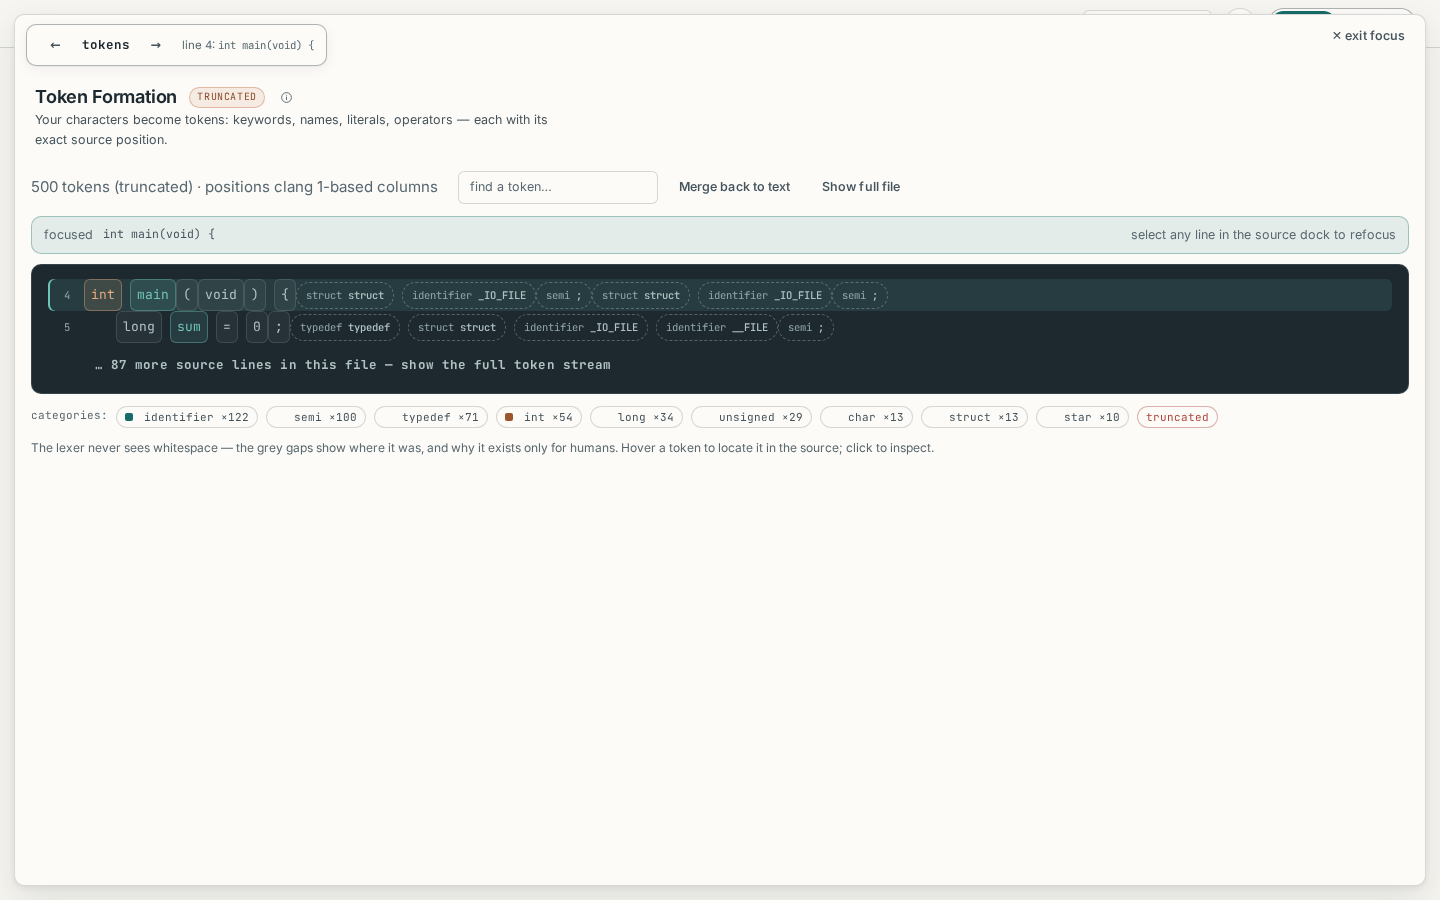 ← tokens → line 4: int main(void) {
✕ exit focus
Token Formation TRUNCATED
Your characters become tokens: keywords, names, literals, operators — each with its
exact source position.
500 tokens (truncated) · positions clang 1-based columns find a token... Merge back to text Show full file
focused int main(void) { select any line in the source dock to refocus
4 int main ( void ) { struct struct identifier _IO_FILE semi ; struct struct identifier _IO_FILE semi ;
5 long sum = 0 ; typedef typedef struct struct identifier _IO_FILE identifier __FILE semi ;
… 87 more source lines in this file — show the full token stream
categories: identifier ×122 semi ×100 typedef ×71 int ×54 long ×34 unsigned ×29 char ×13 struct ×13 star ×10 truncated
The lexer never sees whitespace — the grey gaps show where it was, and why it exists only for humans. Hover a token to locate it in the source; click to inspect.